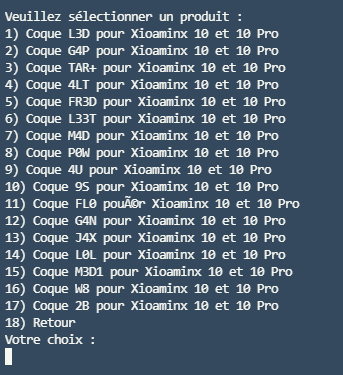 Veuillez sélectionner un produit :
1) Coque L3D pour Xioaminx 10 et 10 Pro
2) Coque G4P pour Xioaminx 10 et 10 Pro
3) Coque TAR+ pour Xioaminx 10 et 10 Pro
4) Coque 4LT pour Xioaminx 10 et 10 Pro
5) Coque FR3D pour Xioaminx 10 et 10 Pro
6) Coque L33T pour Xioaminx 10 et 10 Pro
7) Coque M4D pour Xioaminx 10 et 10 Pro
8) Coque P0W pour Xioaminx 10 et 10 Pro
9) Coque 4U pour Xioaminx 10 et 10 Pro
10) Coque 9S pour Xioaminx 10 et 10 Pro
11) Coque FL0 pouÃ©r Xioaminx 10 et 10 Pro
12) Coque G4N pour Xioaminx 10 et 10 Pro
13) Coque J4X pour Xioaminx 10 et 10 Pro
14) Coque L0L pour Xioaminx 10 et 10 Pro
15) Coque M3D1 pour Xioaminx 10 et 10 Pro
16) Coque W8 pour Xioaminx 10 et 10 Pro
17) Coque 2B pour Xioaminx 10 et 10 Pro
18) Retour
Votre choix :